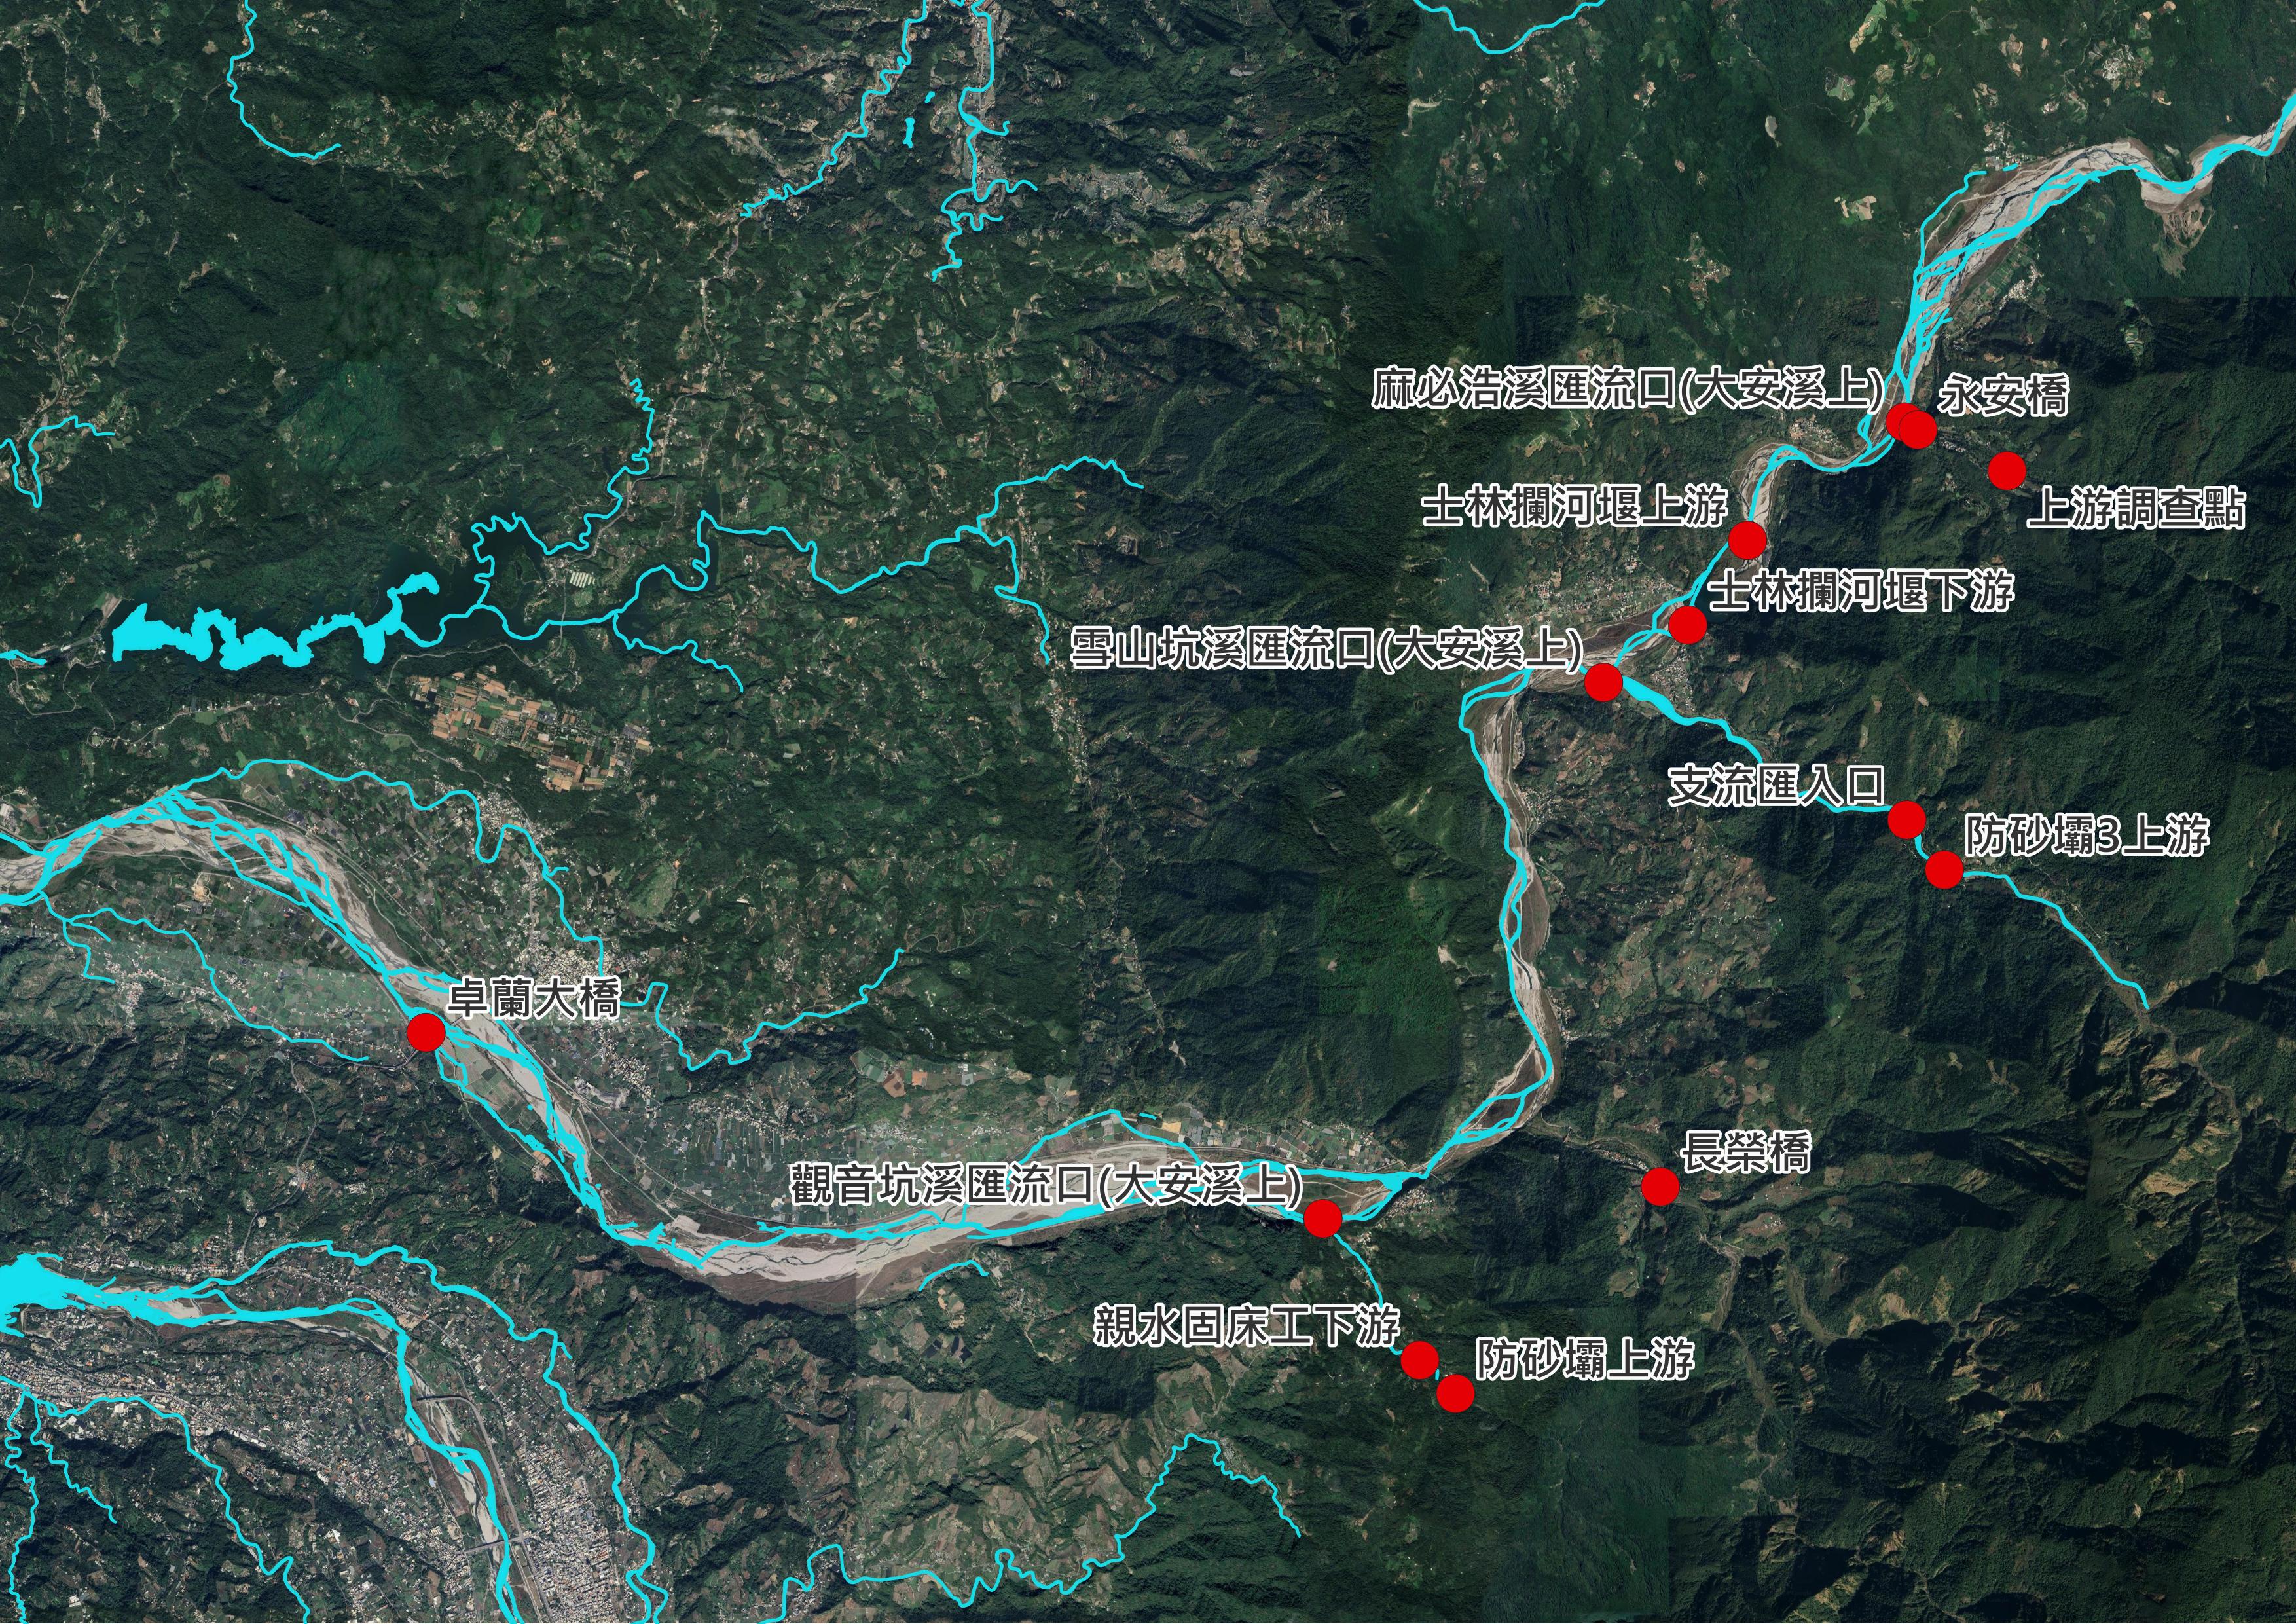 麻必浩溪匯流口(大安溪上)
永安橋
上游調查點
士林攔河堰上游
士林攔河堰下游
雪山坑溪匯流口(大安溪上)
支流匯入口
防砂壩3上游
卓蘭大橋
長榮橋
觀音坑溪匯流口(大安溪上)
親水固床工下游
防砂壩上游